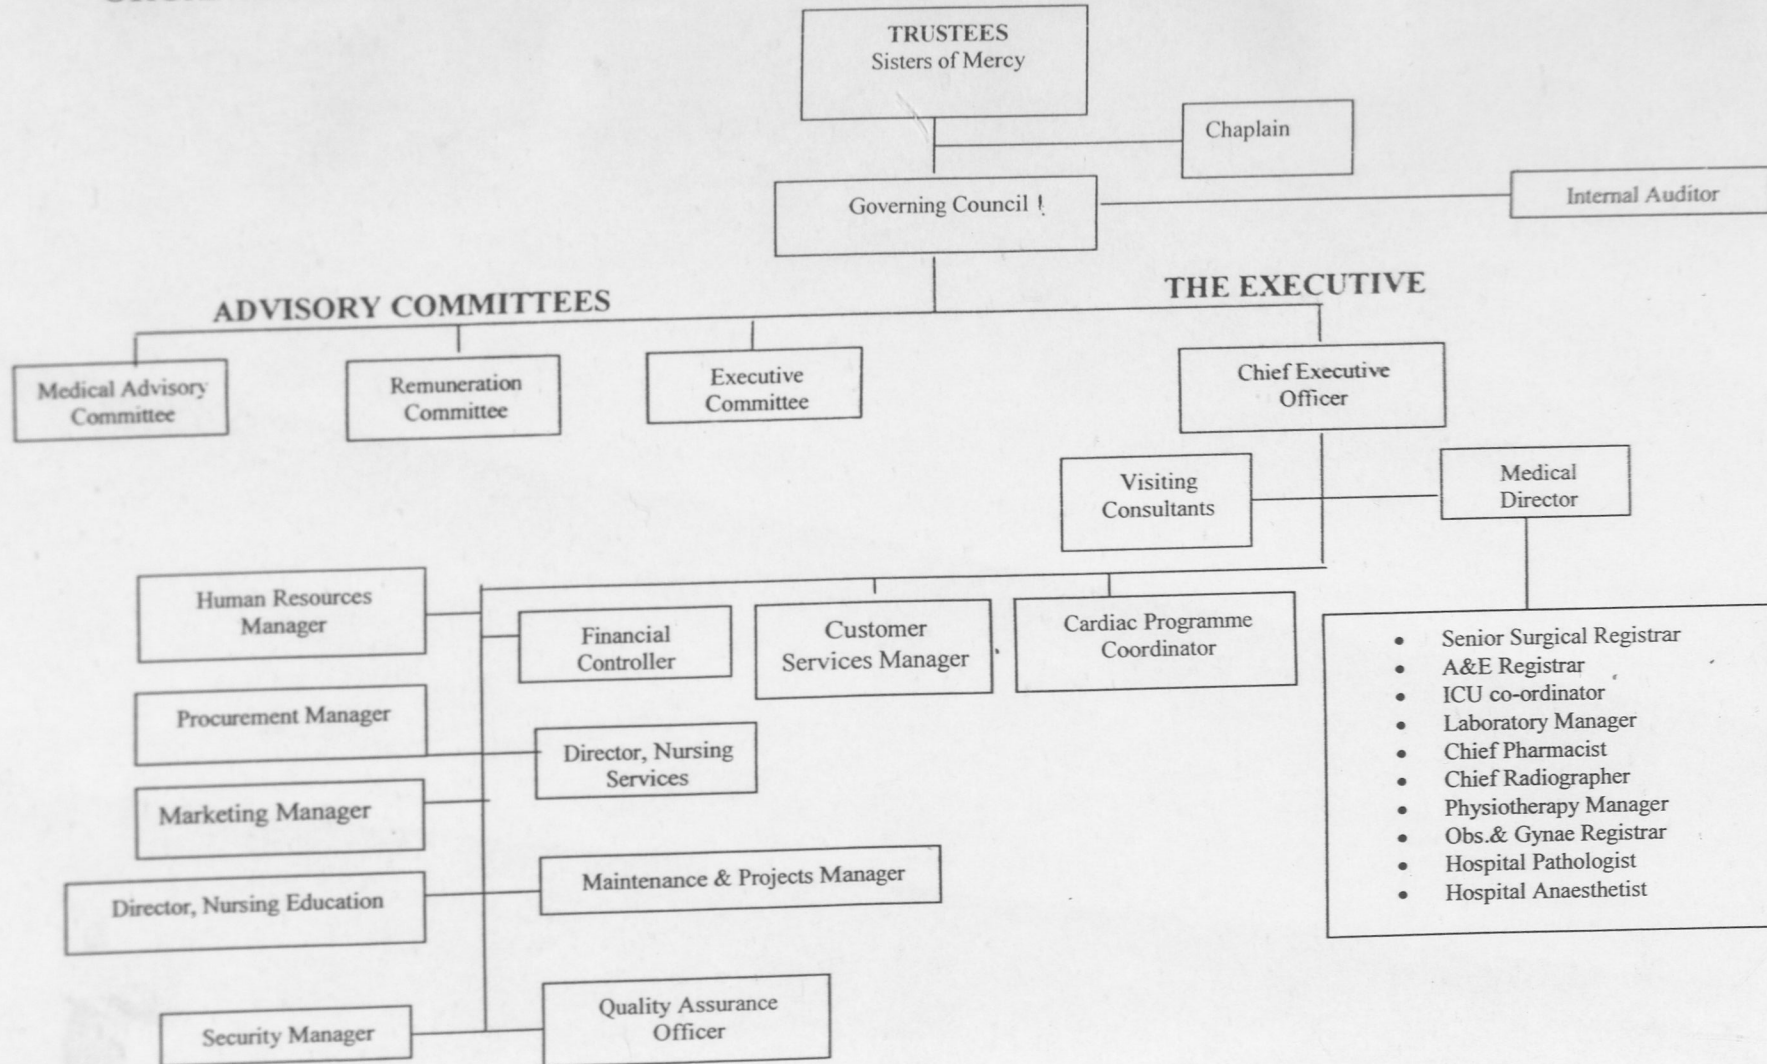 TRUSTEES
Sisters of Mercy
Chaplain
Governing Council
Internal Auditor
ADVISORY COMMITTEES
THE EXECUTIVE
Medical Advisory
Committee
Remuneration
Committee
Executive
Committee
Chief Executive
Officer
Visiting
Consultants
Medical
Director
Human Resources
Manager
Financial
Controller
Customer
Services Manager
Cardiac Programme
Coordinator
Procurement Manager
Director, Nursing
Services
Marketing Manager
Director, Nursing Education
Maintenance & Projects Manager
Security Manager
Quality Assurance
Officer
• Senior Surgical Registrar
• A&E Registrar
• ICU co-ordinator
• Laboratory Manager
• Chief Pharmacist
• Chief Radiographer
• Physiotherapy Manager
• Obs.& Gynae Registrar
• Hospital Pathologist
• Hospital Anaesthetist